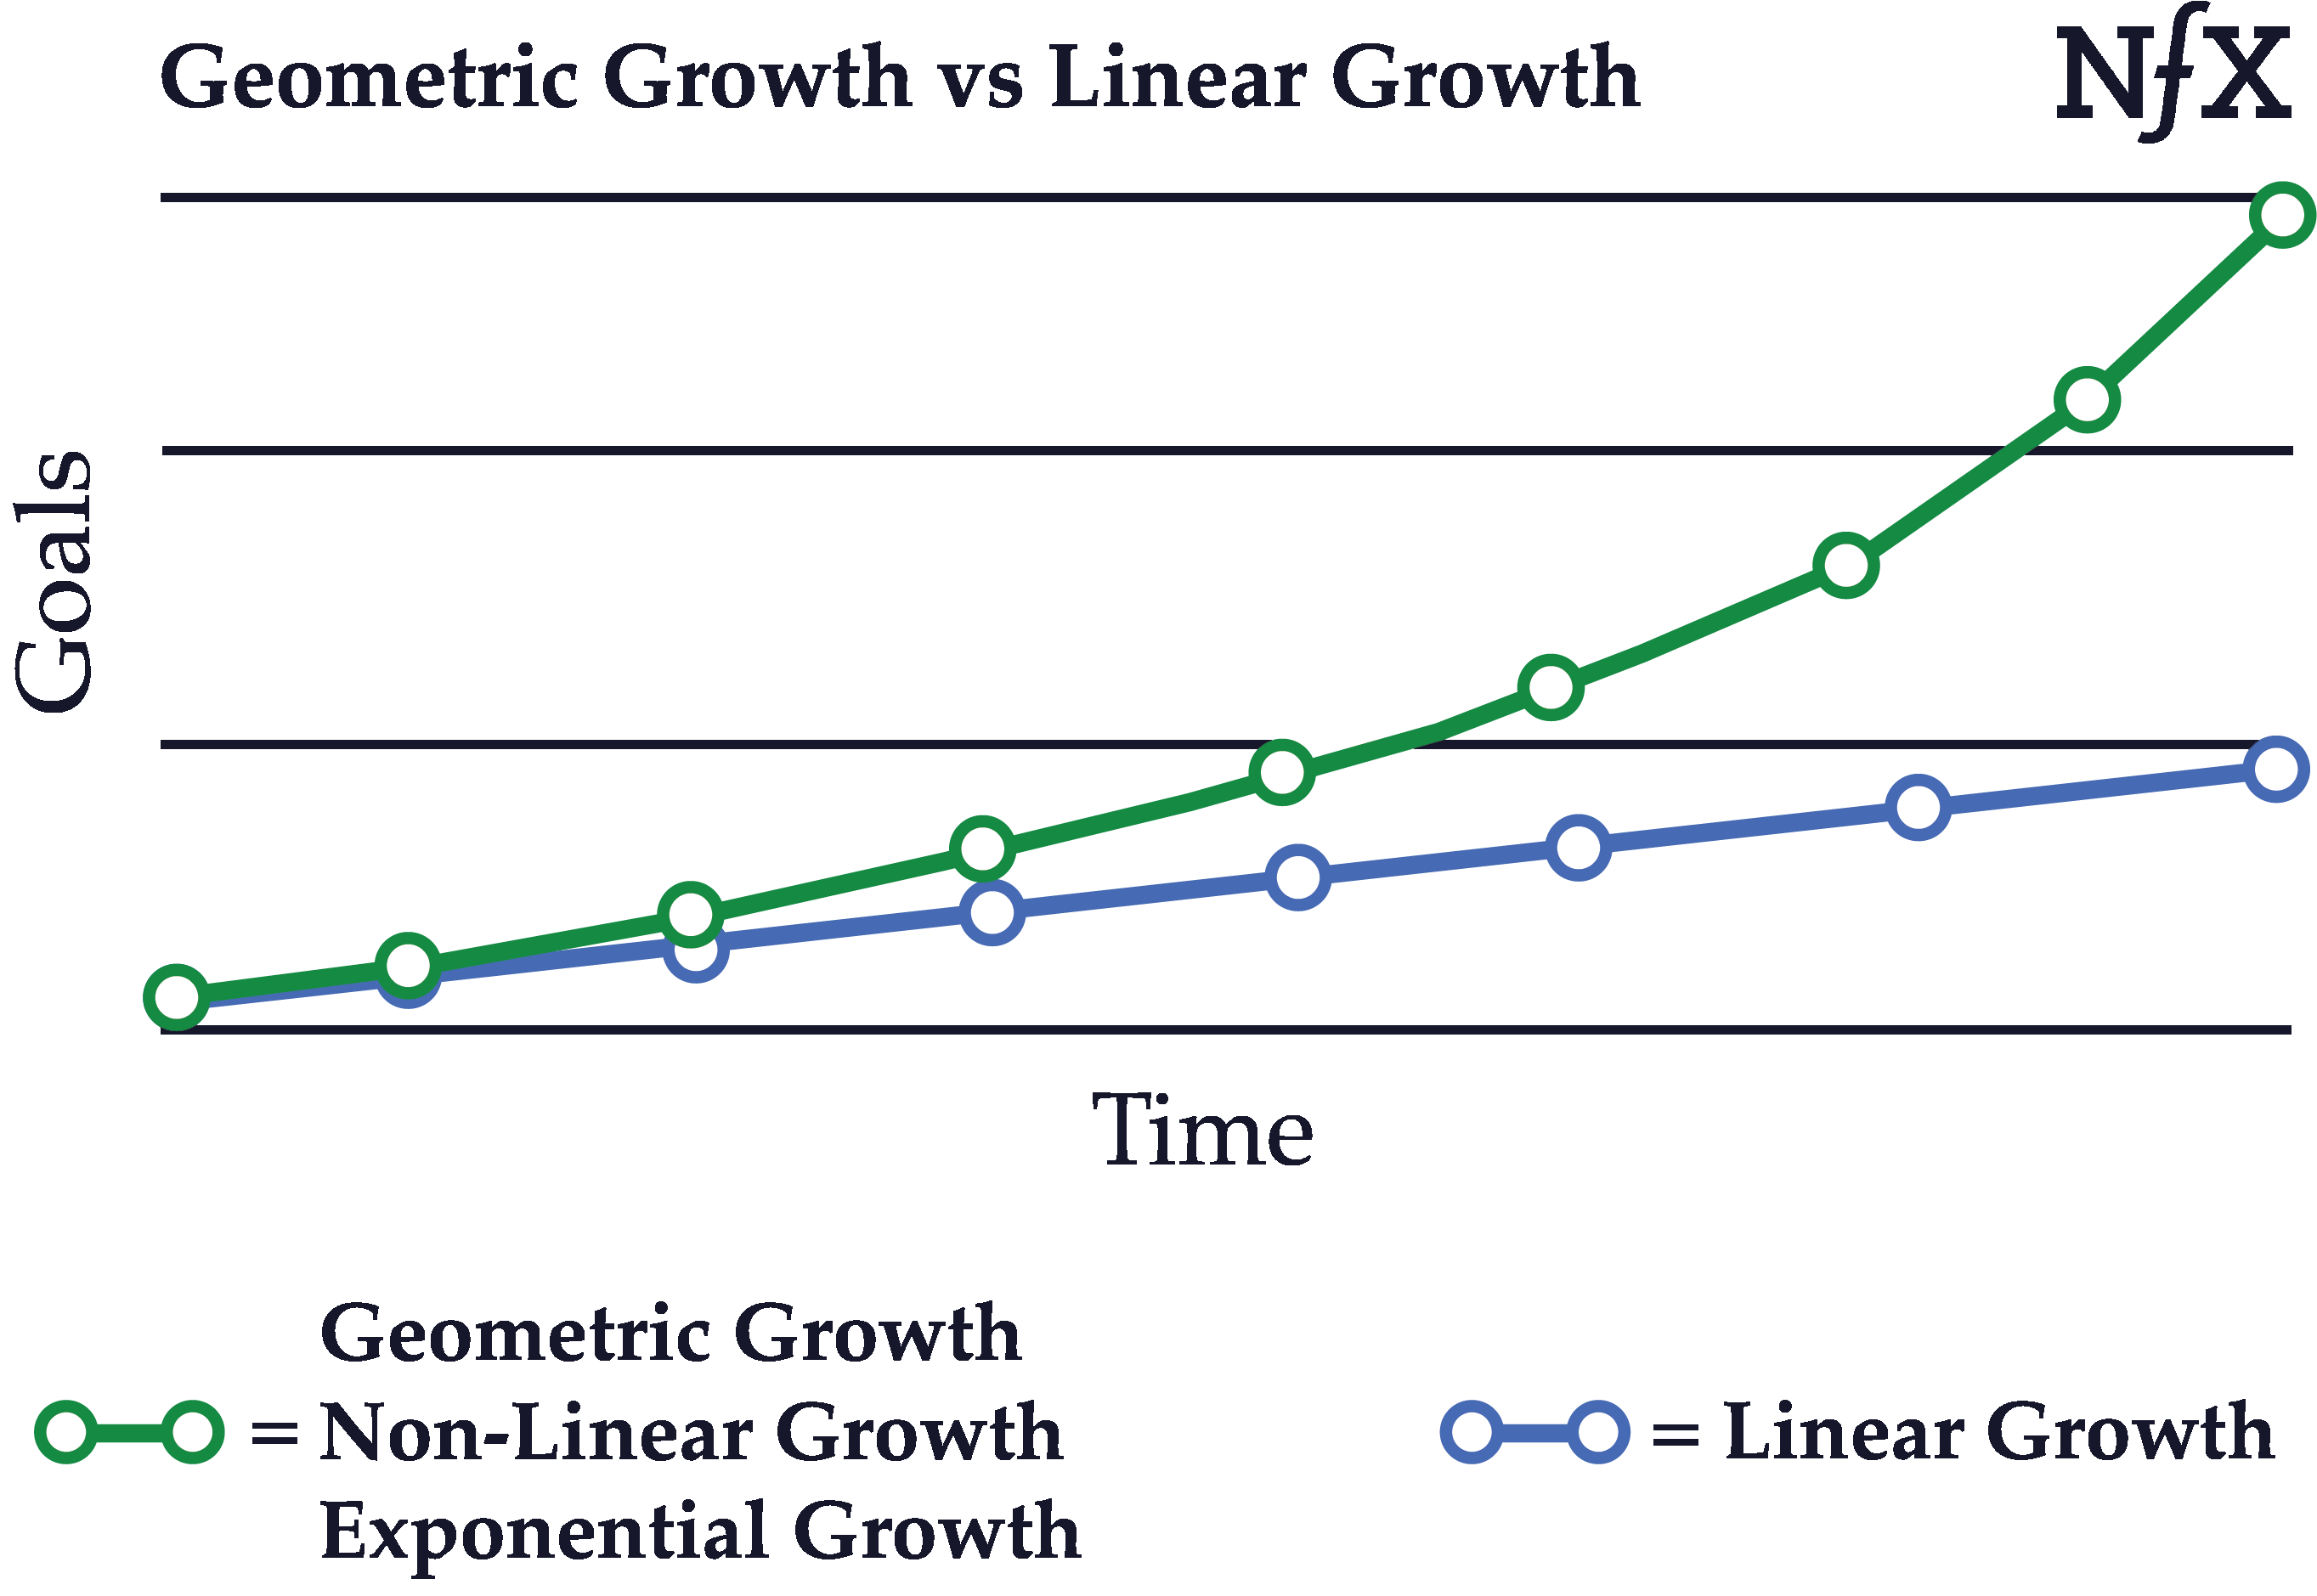 Geometric Growth vs Linear Growth
NfX
Goals
Time
= Geometric Growth
Non-Linear Growth
Exponential Growth
= Linear Growth